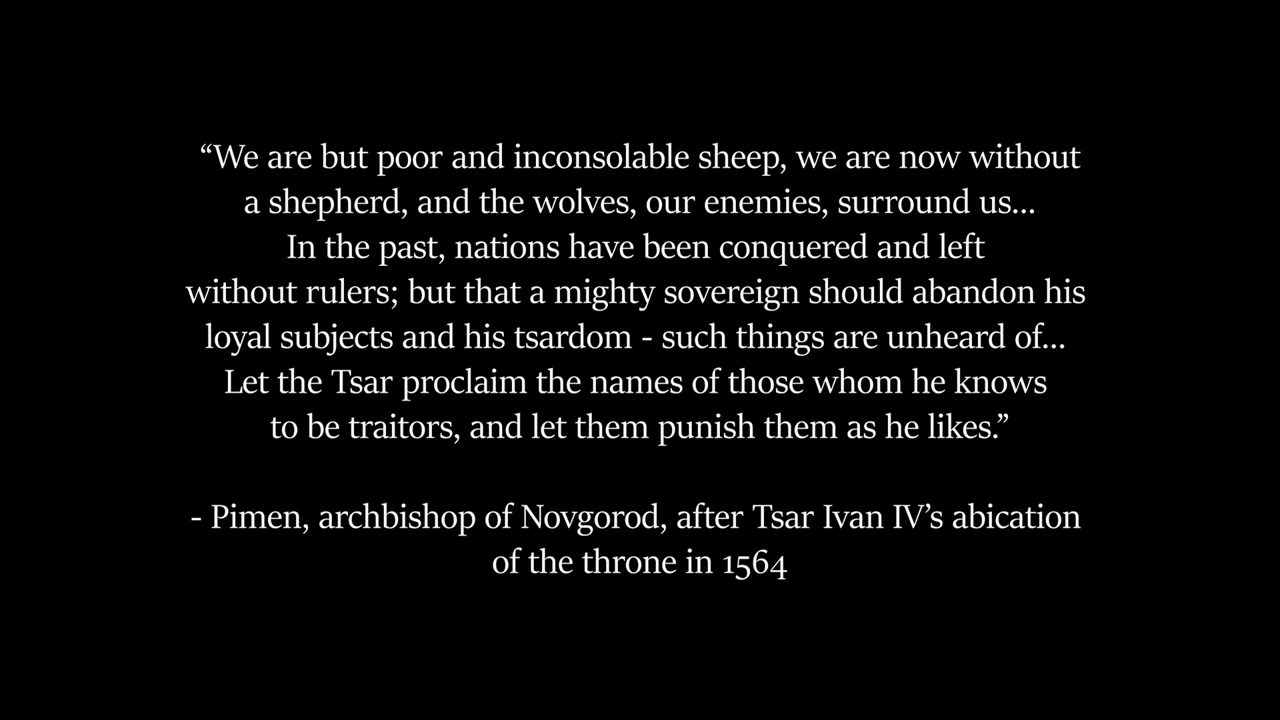 “We are but poor and inconsolable sheep, we are now without
a shepherd, and the wolves, our enemies, surround us...
In the past, nations have been conquered and left
without rulers; but that a mighty sovereign should abandon his
loyal subjects and his tsardom - such things are unheard of...
Let the Tsar proclaim the names of those whom he knows
to be traitors, and let them punish them as he likes.”
- Pimen, archbishop of Novgorod, after Tsar Ivan IV’s abication
of the throne in 1564